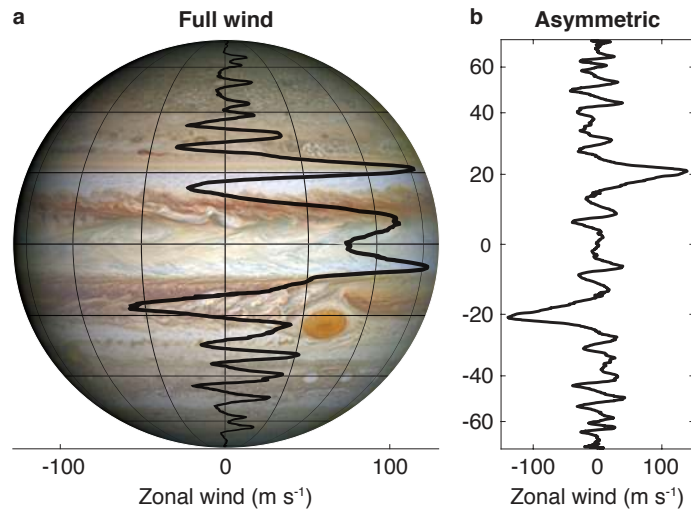 a
Full wind
-100
0
100
Zonal wind (m s⁻¹)
b
Asymmetric
60
40
20
0
-20
-40
-60
-100
0
100
Zonal wind (m s⁻¹)